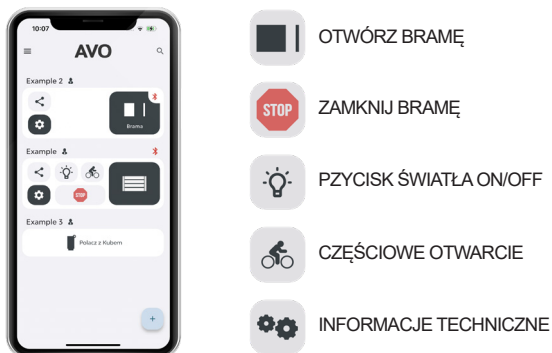 10:07
AVO
Example 2
Brama
Example
STOP
Example 3
Polacz z Kubem
+
OTWÓRZ BRAMĘ
STOP
ZAMKNIJ BRAMĘ
PZYCISK ŚWIATŁA ON/OFF
CZĘŚCIOWE OTWARCIE
INFORMACJE TECHNICZNE